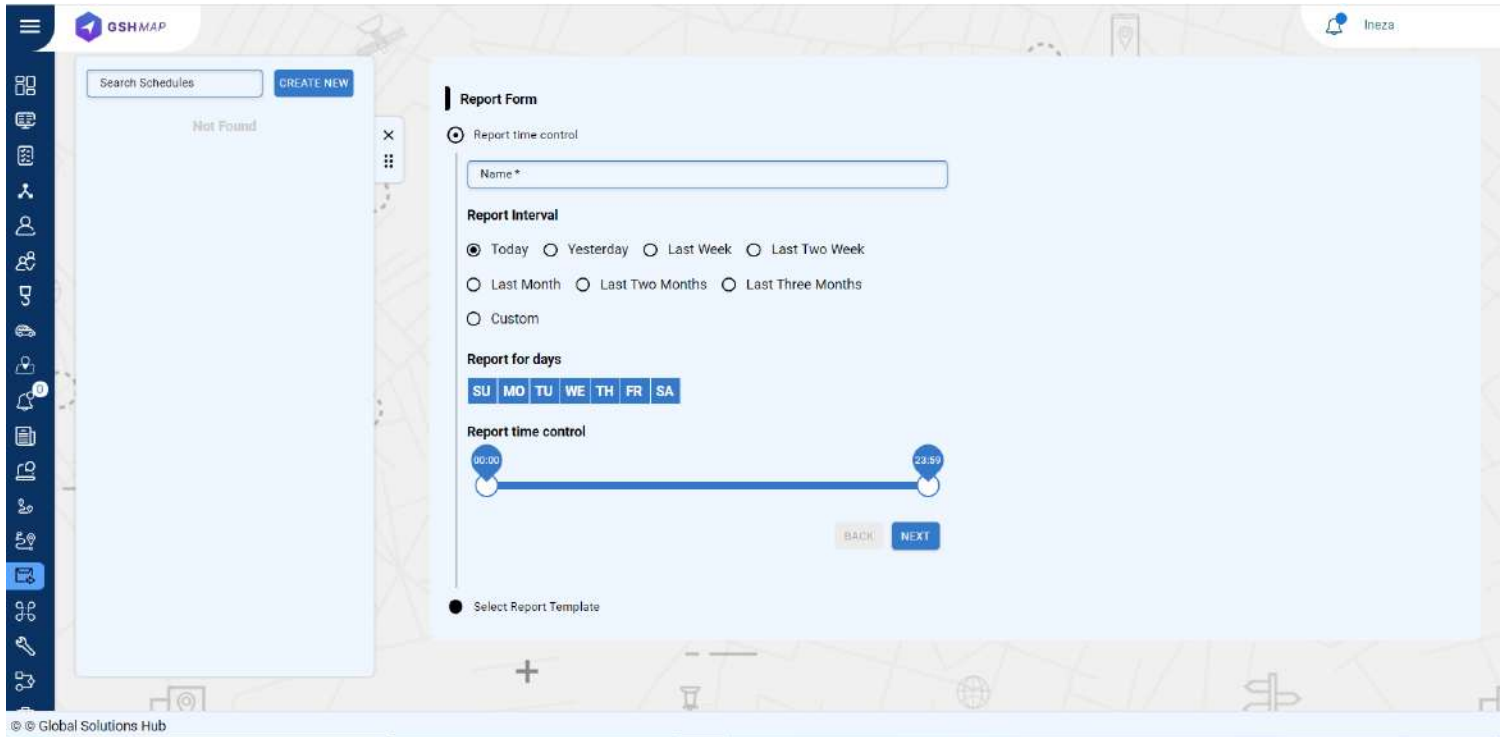 GSHMAP
Ineza
Search Schedules
CREATE NEW
Not Found
Report Form
Report time control
Name *
Report Interval
Today Yesterday Last Week Last Two Week
Last Month Last Two Months Last Three Months
Custom
Report for days
SU MO TU WE TH FR SA
Report time control
00:00 23:59
BACK NEXT
Select Report Template
0
© © Global Solutions Hub